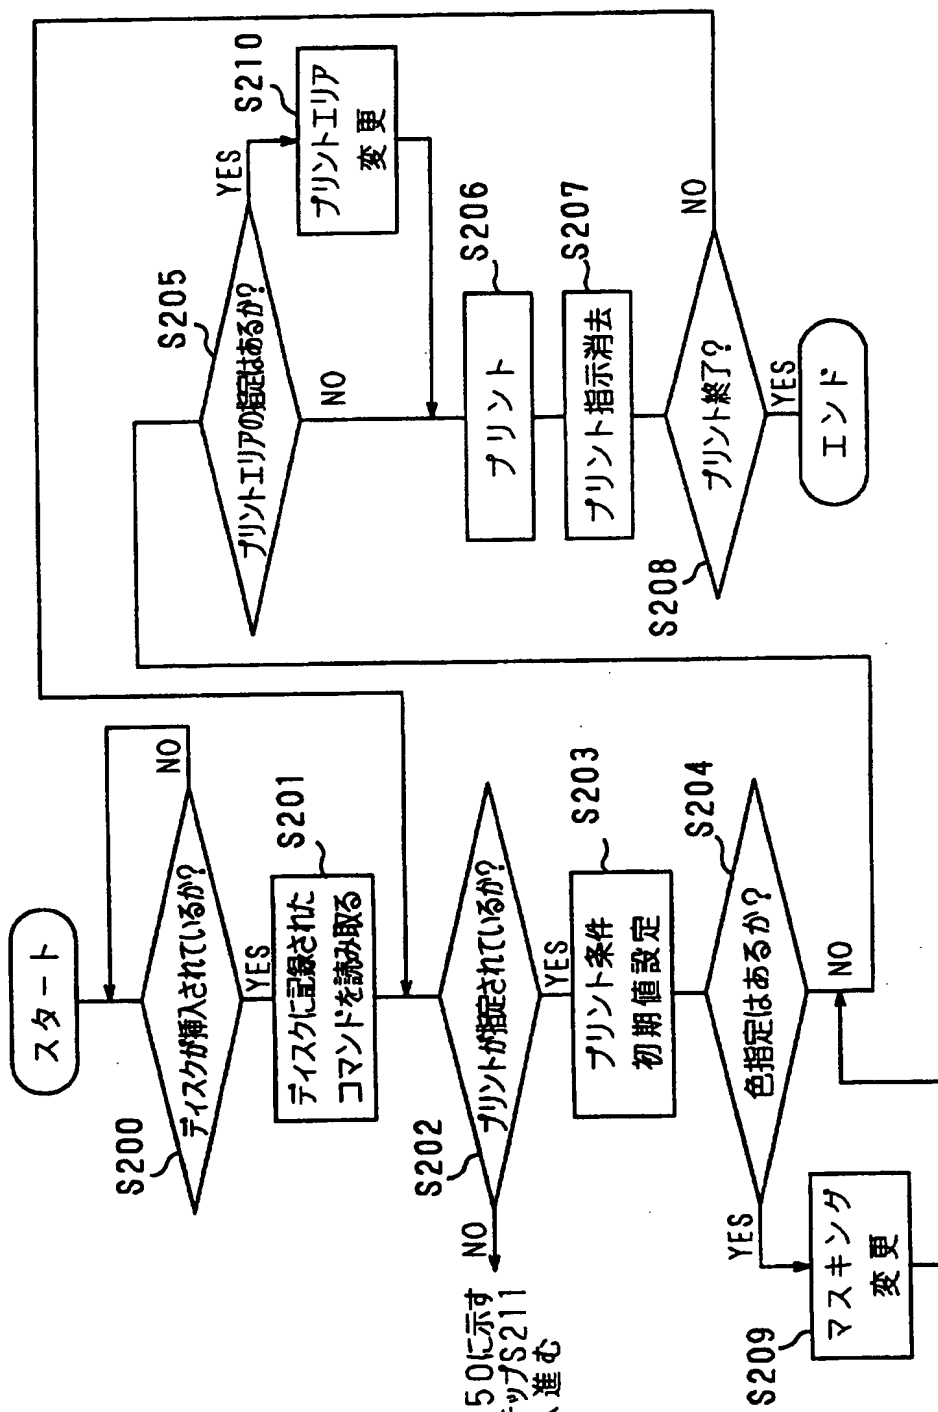 スタート
S200
ディスクが挿入されているか?
NO
YES
S201
ディスクに記録された
コマンドを読み取る
S202
プリントが指定されているか?
NO
50に示す
テップS211
進む
YES
S203
プリント条件
初期値設定
S204
色指定はあるか?
YES
NO
S209
マスキング
変更
S205
プリントエリアの指定はあるか?
YES
NO
S210
プリントエリア
変更
S206
プリント
S207
プリント指示消去
S208
プリント終了?
NO
YES
エンド